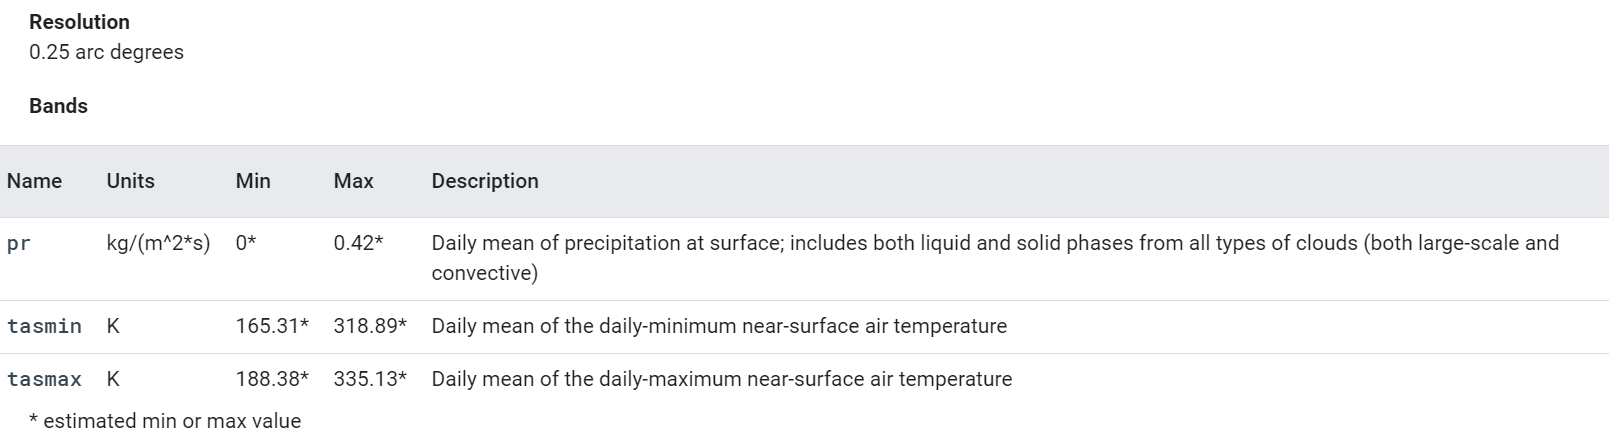 Resolution
0.25 arc degrees
Bands
Name Units Min Max Description
pr kg/(m^2*s) 0* 0.42* Daily mean of precipitation at surface; includes both liquid and solid phases from all types of clouds (both large-scale and
convective)
tasmin K 165.31* 318.89* Daily mean of the daily-minimum near-surface air temperature
tasmax K 188.38* 335.13* Daily mean of the daily-maximum near-surface air temperature
* estimated min or max value